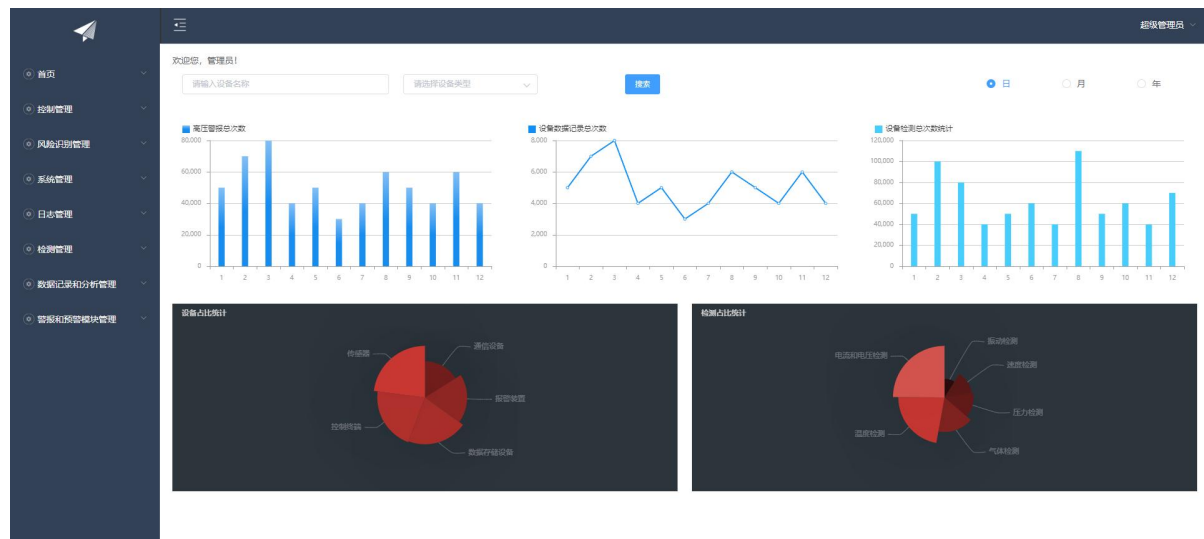 超级管理员
首页
控制管理
风险识别管理
系统管理
日志管理
检测管理
数据记录和分析管理
警报和预警模块管理
欢迎您，管理员！
请输入设备名称
请选择设备类型
搜索
日
月
年
高压警报总次数
80,000
60,000
40,000
20,000
0
1 2 3 4 5 6 7 8 9 10 11 12
设备数据记录总次数
8,000
6,000
4,000
2,000
0
1 2 3 4 5 6 7 8 9 10 11 12
设备检测总次数统计
120,000
100,000
80,000
60,000
40,000
20,000
0
1 2 3 4 5 6 7 8 9 10 11 12
设备占比统计
传感器
通信设备
报警装置
控制终端
数据存储设备
检测占比统计
振动检测
电流和电压检测
速度检测
压力检测
温度检测
气体检测